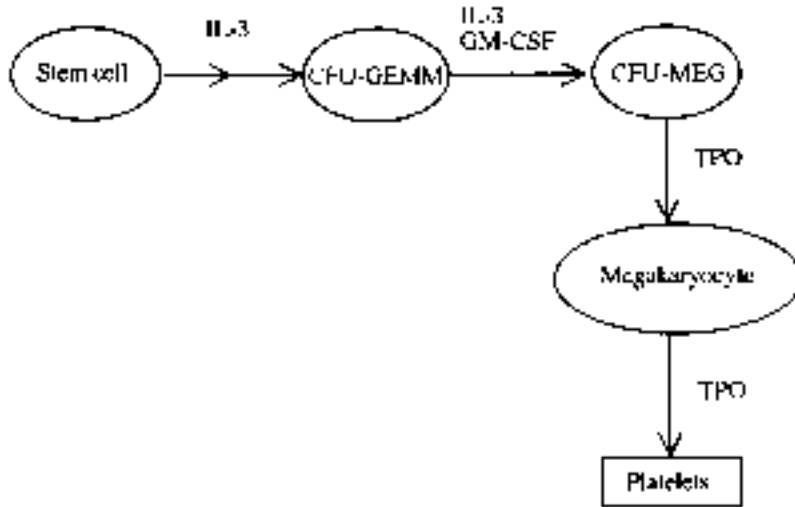 IL-3
IL-3
GM-CSF
Stem cell
CFU-GEMM
CFU-MEG
TPO
Megakaryocyte
TPO
Platelets